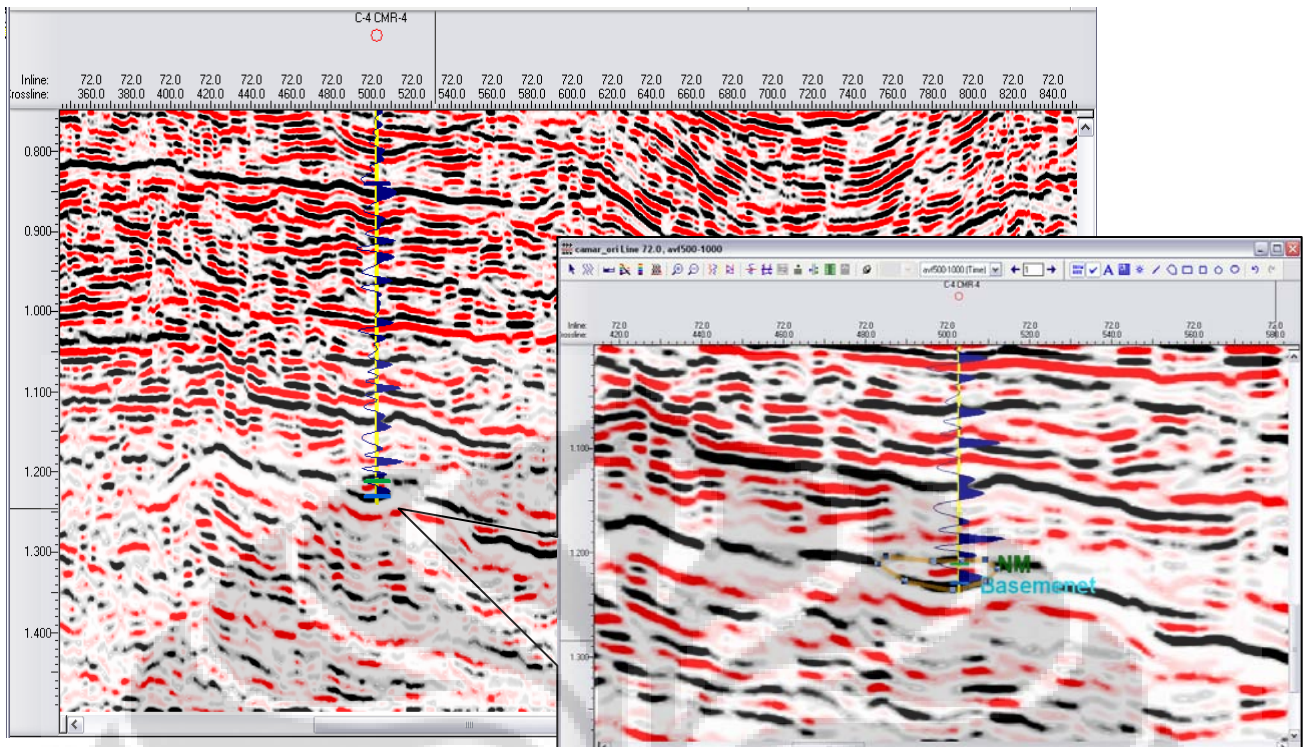 C-4 CMR-4
Inline: 72.0 72.0 72.0 72.0 72.0 72.0 72.0 72.0 72.0 72.0 72.0 72.0 72.0 72.0 72.0 72.0 72.0 72.0 72.0 72.0 72.0 72.0 72.0 72.0 72.0
rossline: 360.0 380.0 400.0 420.0 440.0 460.0 480.0 500.0 520.0 540.0 560.0 580.0 600.0 620.0 640.0 660.0 680.0 700.0 720.0 740.0 760.0 780.0 800.0 820.0 840.0
0.800
0.900
1.000
1.100
1.200
1.300
1.400
camar_ori Line 72.0, avf500-1000
avf500-1000 (Time) 1 A
C-4 CMR-4
Inline: 72.0 72.0 72.0 72.0 72.0 72.0 72.0 72.0 72.0
rossline: 420.0 440.0 460.0 480.0 500.0 520.0 540.0 560.0 580.0
1.100
1.200
NM
Basemenet
1.300